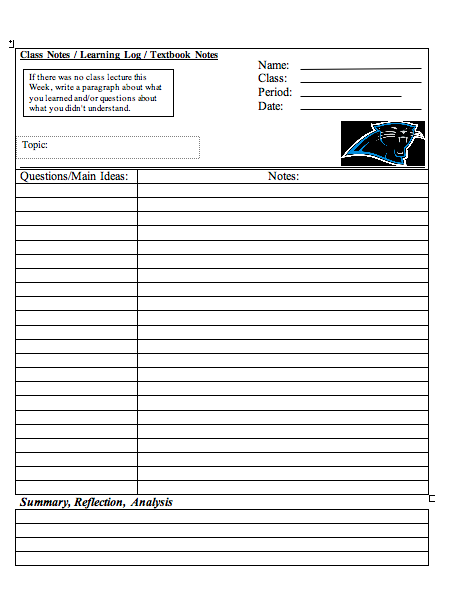 Class Notes / Learning Log / Textbook Notes
If there was no class lecture this
Week, write a paragraph about what
you learned and/or questions about
what you didn't understand.
Name:
Class:
Period:
Date:
Topic:
Questions/Main Ideas:
Notes:
Summary, Reflection, Analysis